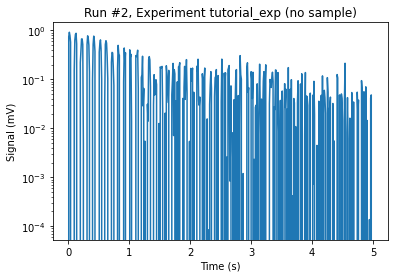 Run #2, Experiment tutorial_exp (no sample)
Signal (mV)
10⁰
10⁻¹
10⁻²
10⁻³
10⁻⁴
0 1 2 3 4 5
Time (s)